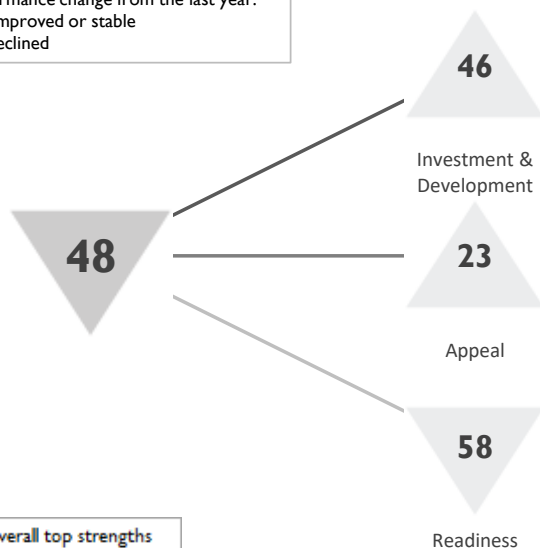 change from the last year:
mproved or stable
eclined
46
Investment &
Development
48
23
Appeal
58
verall top strengths
Readiness